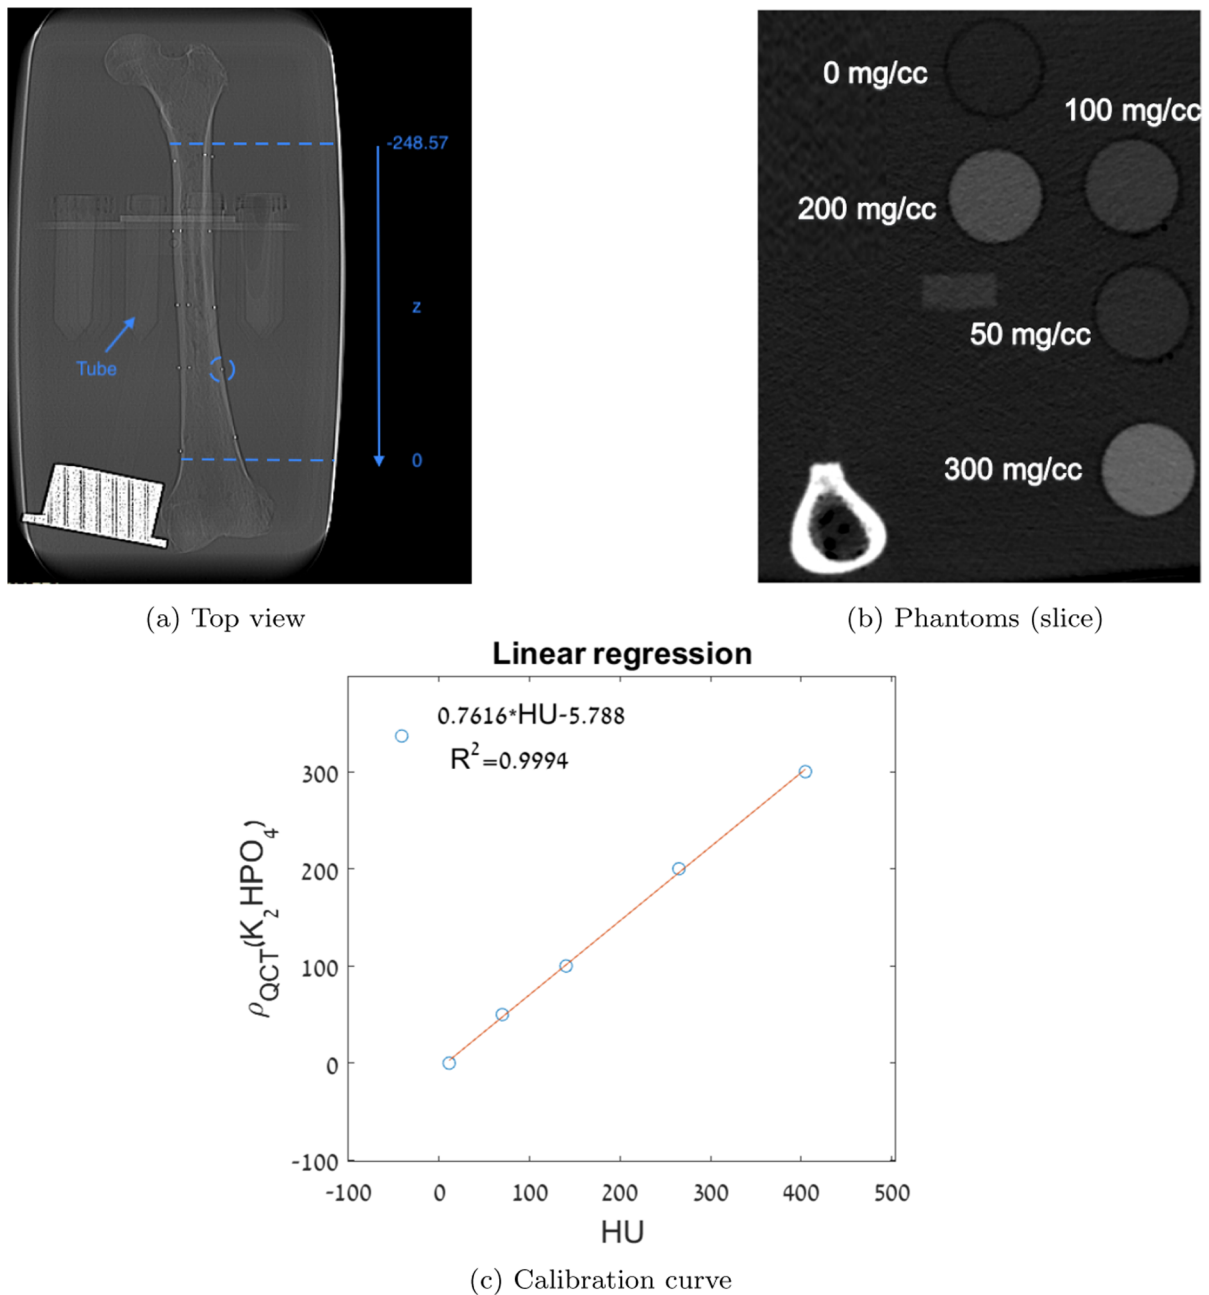 -248.57
z
Tube
0
0 mg/cc
100 mg/cc
200 mg/cc
50 mg/cc
300 mg/cc
(a) Top view
(b) Phantoms (slice)
Linear regression
0.7616*HU-5.788
R²=0.9994
300
200
100
0
-100
ρQCT(K₂HPO₄)
-100 0 100 200 300 400 500
HU
(c) Calibration curve